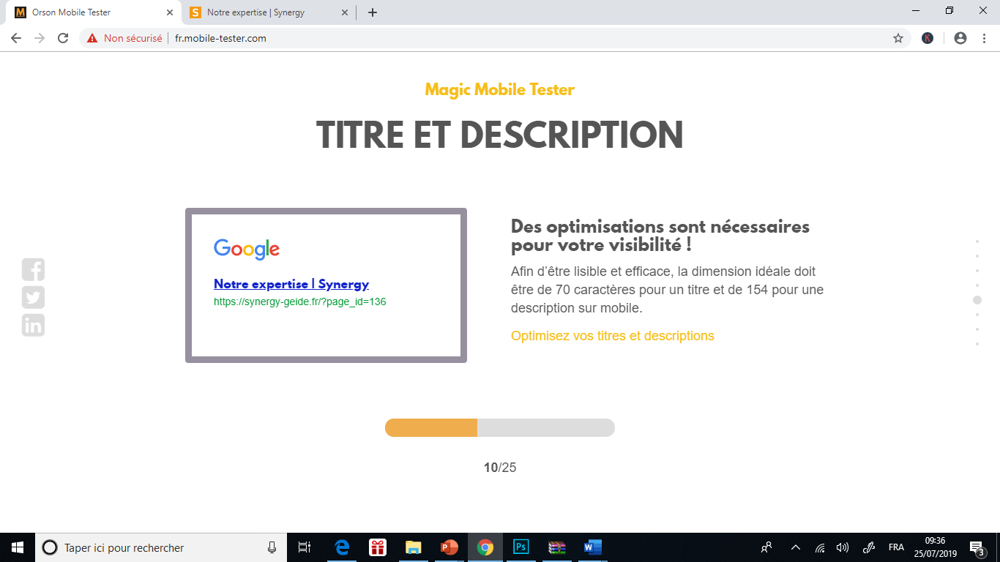 Orson Mobile Tester
Notre expertise | Synergy
Non sécurisé
fr.mobile-tester.com
K
Magic Mobile Tester
TITRE ET DESCRIPTION
Google
Notre expertise | Synergy
https://synergy-geide.fr/?page_id=136
Des optimisations sont nécessaires
pour votre visibilité !
Afin d’être lisible et efficace, la dimension idéale doit
être de 70 caractères pour un titre et de 154 pour une
description sur mobile.
Optimisez vos titres et descriptions
10/25
Taper ici pour rechercher
FRA
09:36
25/07/2019
3